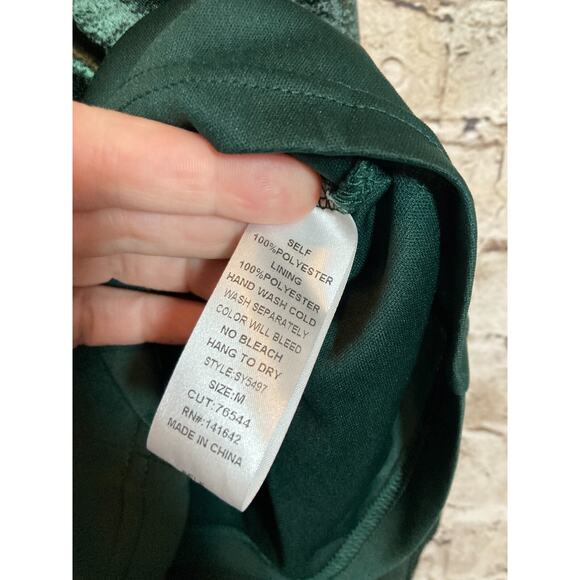 SELF
100%POLYESTER
LINING
100%POLYESTER
HAND WASH COLD
WASH SEPARATELY
COLOR WILL BLEED
NO BLEACH
HANG TO DRY
STYLE:SY5497
SIZE:M
CUT:76544
RN#:141642
MADE IN CHINA